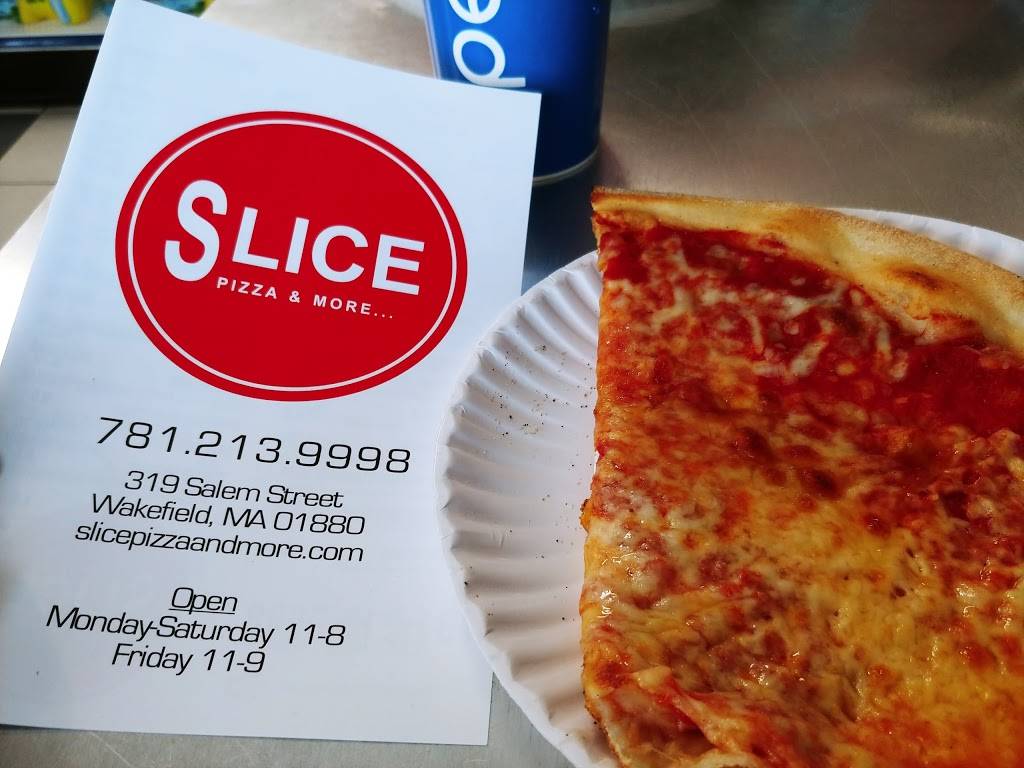 SLICE
PIZZA & MORE...
781.213.9998
319 Salem Street
Wakefield, MA 01880
slicepizzaandmore.com
Open
Monday-Saturday 11-8
Friday 11-9
pe